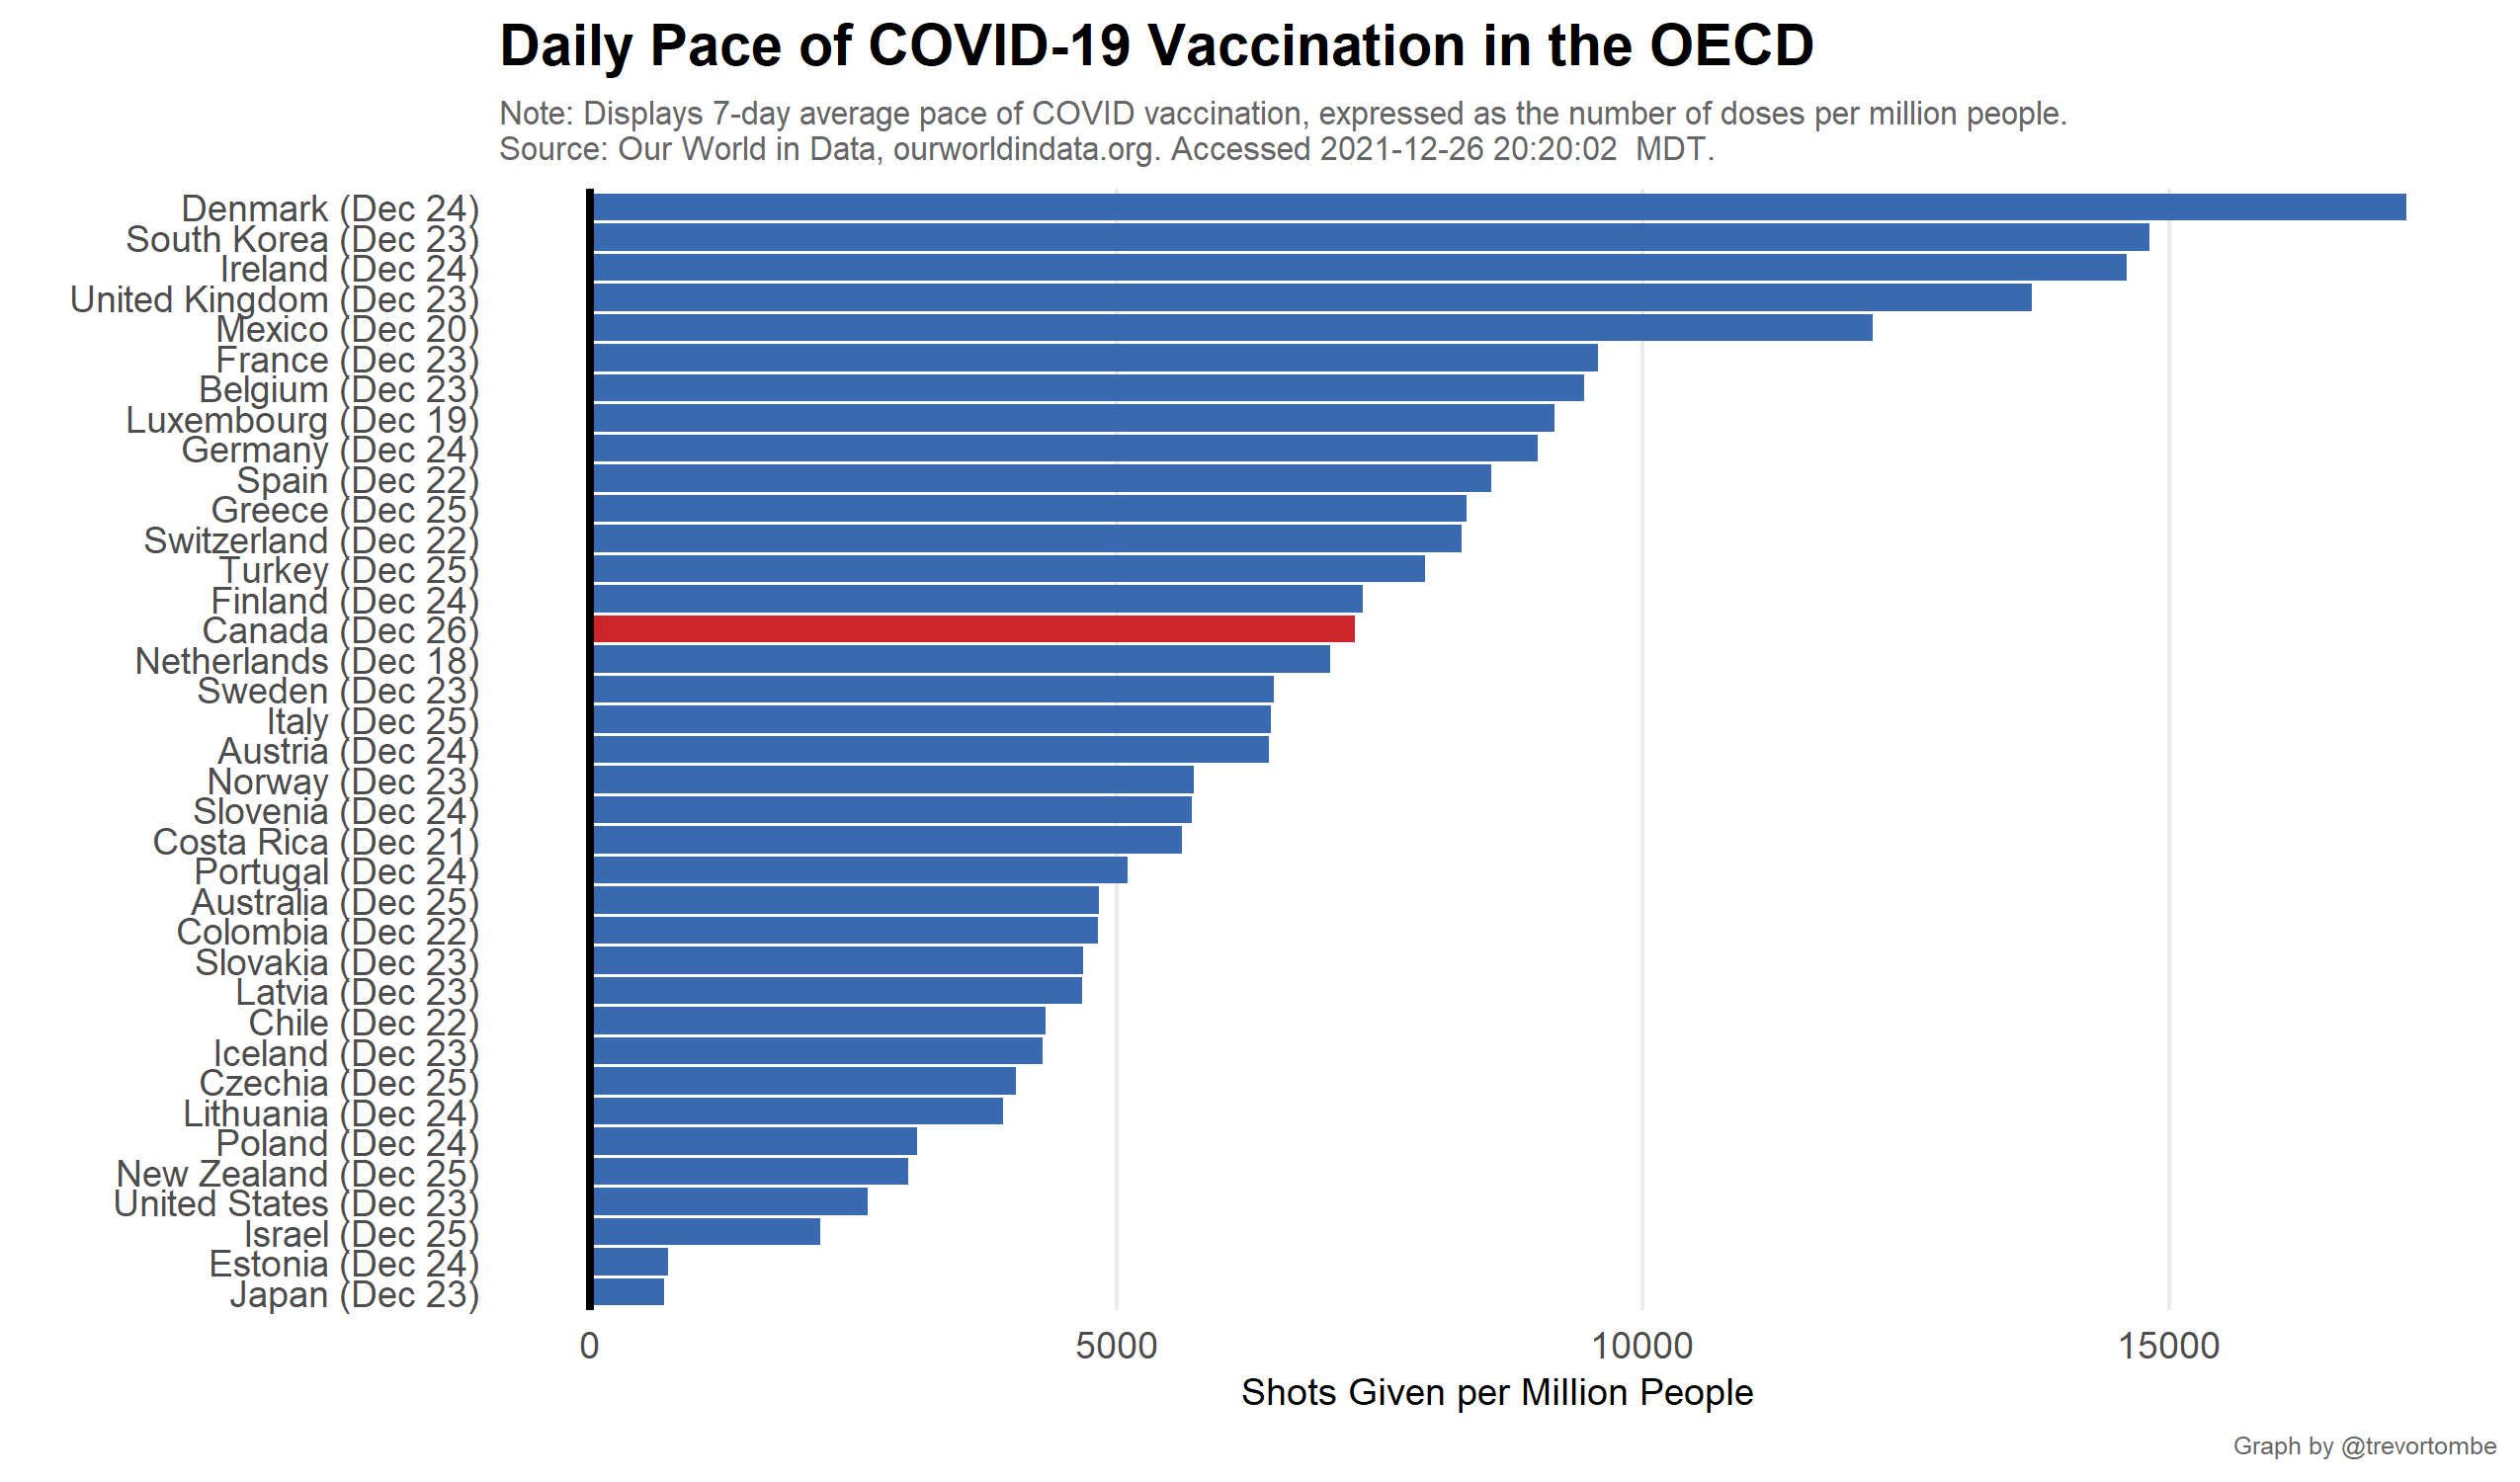 Daily Pace of COVID-19 Vaccination in the OECD
Note: Displays 7-day average pace of COVID vaccination, expressed as the number of doses per million people.
Source: Our World in Data, ourworldindata.org. Accessed 2021-12-26 20:20:02  MDT.
Denmark (Dec 24)
South Korea (Dec 23)
Ireland (Dec 24)
United Kingdom (Dec 23)
Mexico (Dec 20)
France (Dec 23)
Belgium (Dec 23)
Luxembourg (Dec 19)
Germany (Dec 24)
Spain (Dec 22)
Greece (Dec 25)
Switzerland (Dec 22)
Turkey (Dec 25)
Finland (Dec 24)
Canada (Dec 26)
Netherlands (Dec 18)
Sweden (Dec 23)
Italy (Dec 25)
Austria (Dec 24)
Norway (Dec 23)
Slovenia (Dec 24)
Costa Rica (Dec 21)
Portugal (Dec 24)
Australia (Dec 25)
Colombia (Dec 22)
Slovakia (Dec 23)
Latvia (Dec 23)
Chile (Dec 22)
Iceland (Dec 23)
Czechia (Dec 25)
Lithuania (Dec 24)
Poland (Dec 24)
New Zealand (Dec 25)
United States (Dec 23)
Israel (Dec 25)
Estonia (Dec 24)
Japan (Dec 23)
0 5000 10000 15000
Shots Given per Million People
Graph by @trevortombe